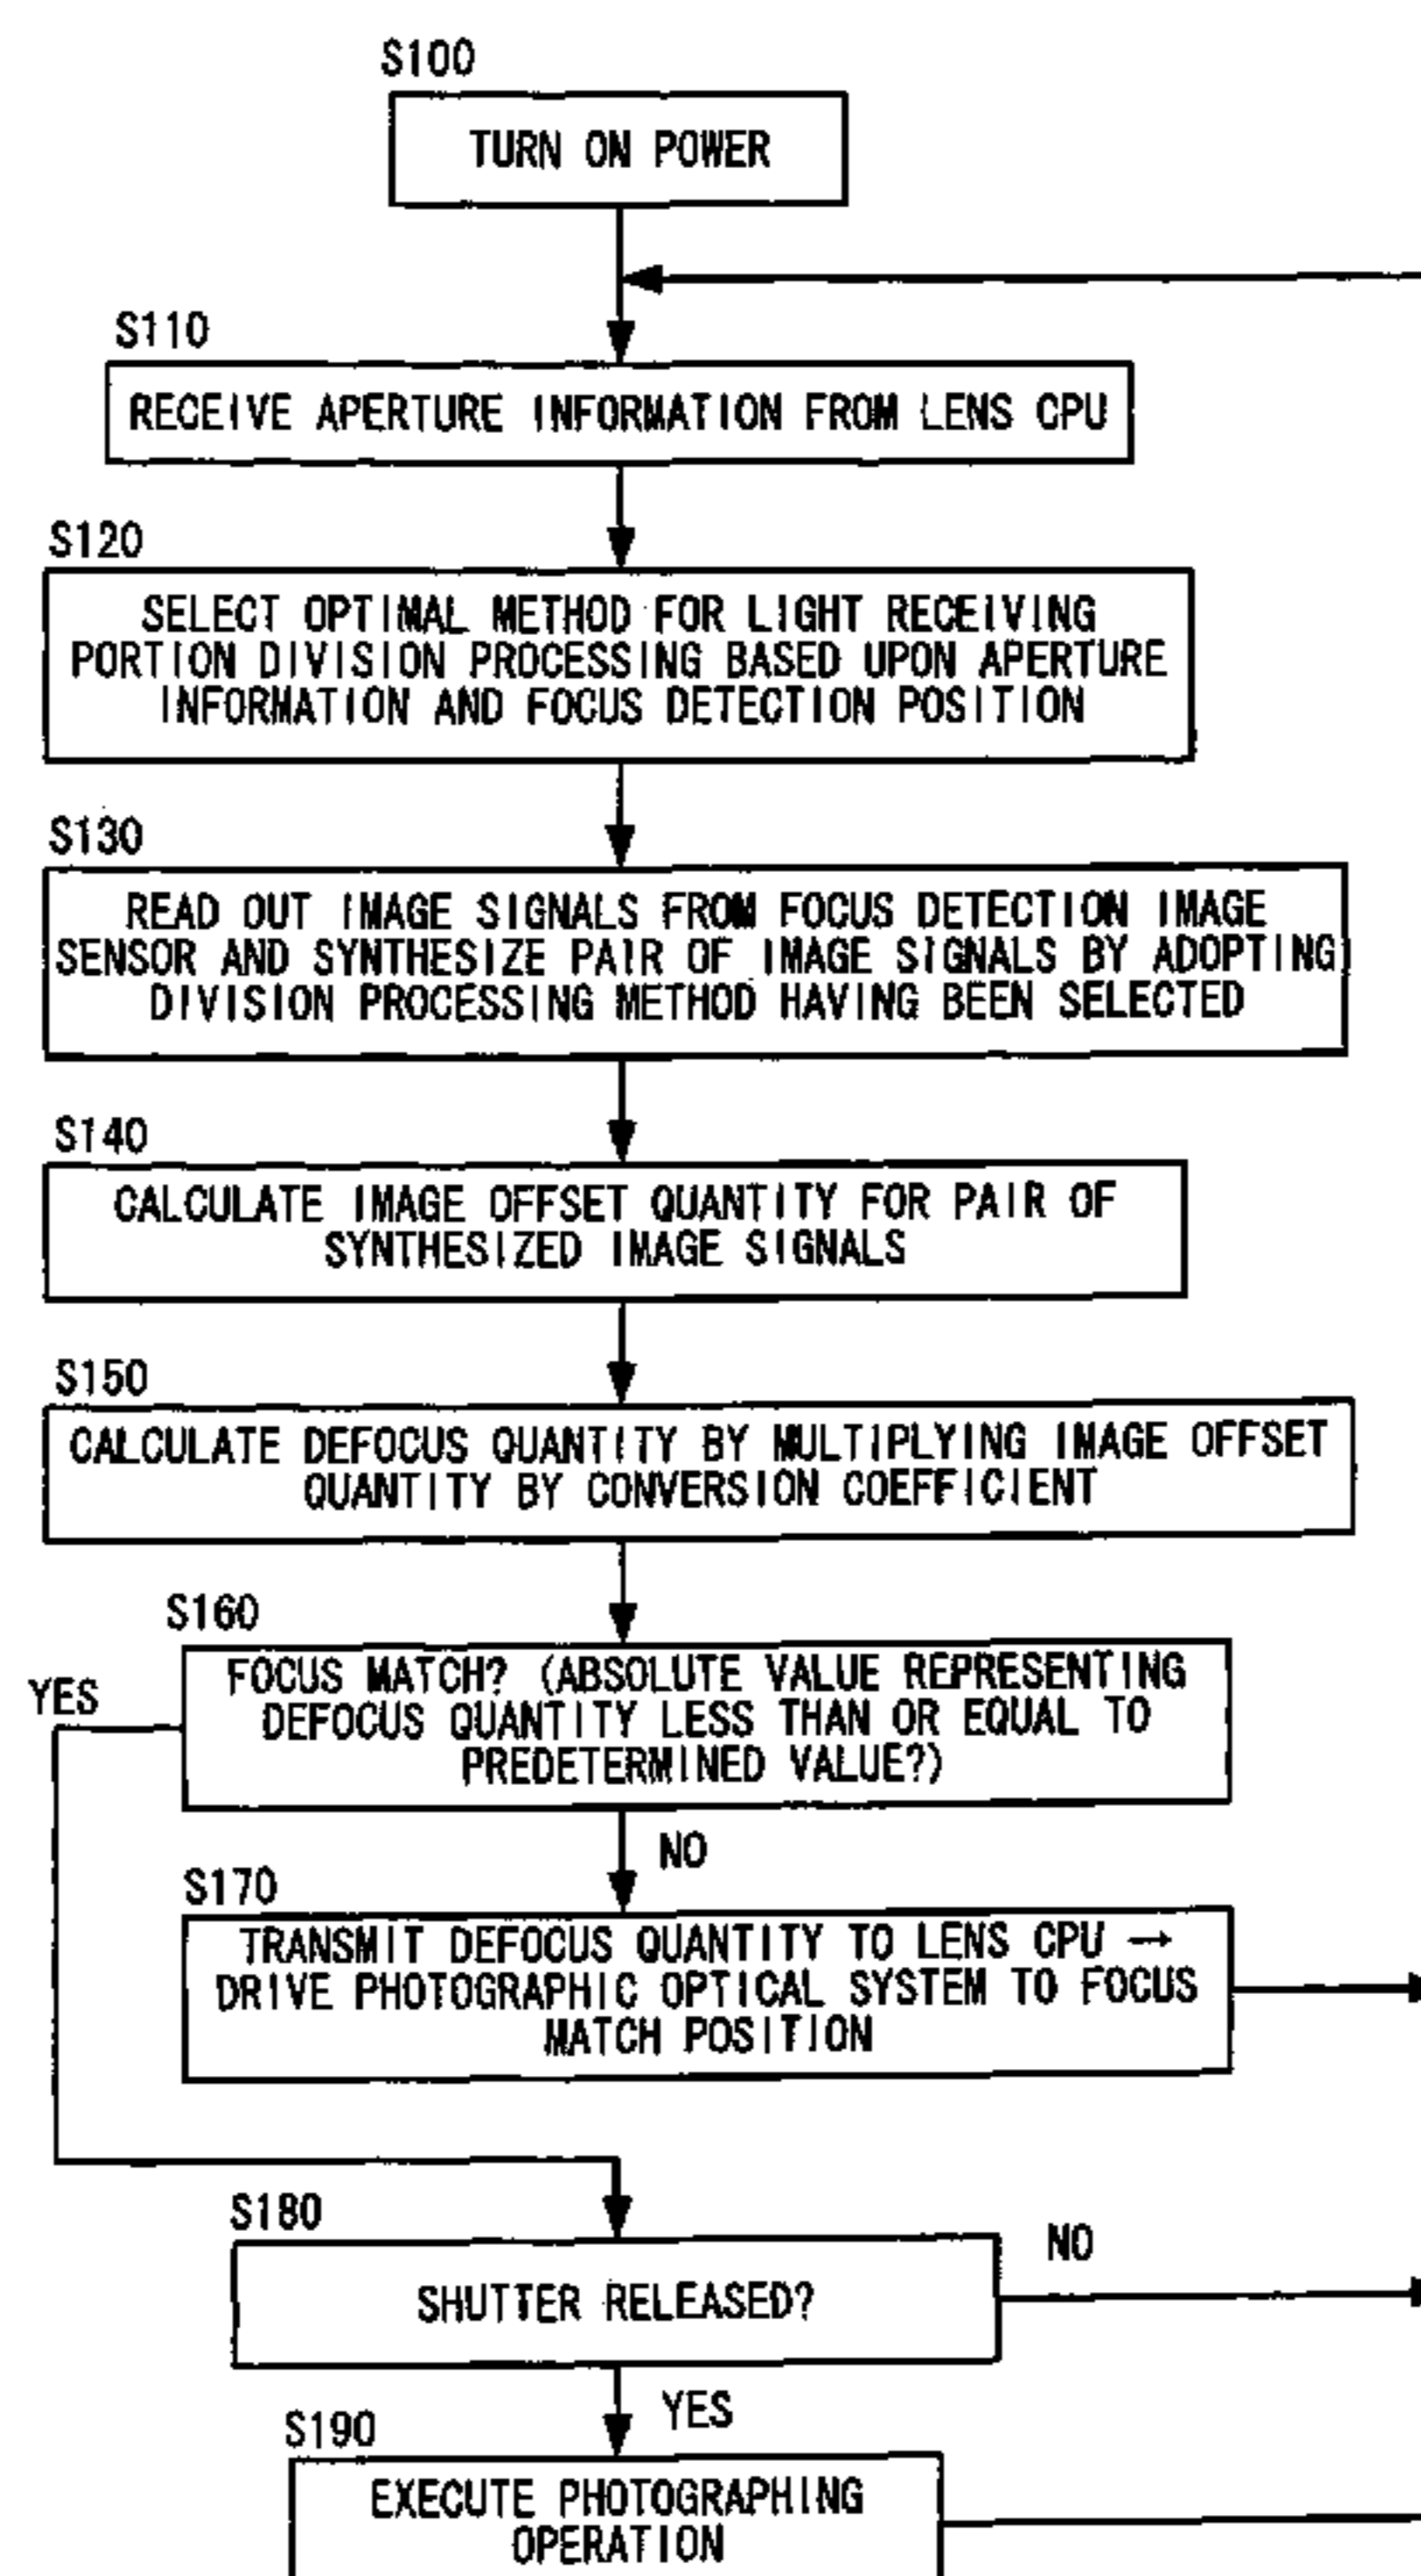 S100
TURN ON POWER
S110
RECEIVE APERTURE INFORMATION FROM LENS CPU
S120
SELECT OPTIMAL METHOD FOR LIGHT RECEIVING
PORTION DIVISION PROCESSING BASED UPON APERTURE
INFORMATION AND FOCUS DETECTION POSITION
S130
READ OUT IMAGE SIGNALS FROM FOCUS DETECTION IMAGE
SENSOR AND SYNTHESIZE PAIR OF IMAGE SIGNALS BY ADOPTING
DIVISION PROCESSING METHOD HAVING BEEN SELECTED
S140
CALCULATE IMAGE OFFSET QUANTITY FOR PAIR OF
SYNTHESIZED IMAGE SIGNALS
S150
CALCULATE DEFOCUS QUANTITY BY MULTIPLYING IMAGE OFFSET
QUANTITY BY CONVERSION COEFFICIENT
S160
FOCUS MATCH? (ABSOLUTE VALUE REPRESENTING
DEFOCUS QUANTITY LESS THAN OR EQUAL TO
PREDETERMINED VALUE?)
YES
NO
S170
TRANSMIT DEFOCUS QUANTITY TO LENS CPU →
DRIVE PHOTOGRAPHIC OPTICAL SYSTEM TO FOCUS
MATCH POSITION
S180
SHUTTER RELEASED?
NO
YES
S190
EXECUTE PHOTOGRAPHING
OPERATION